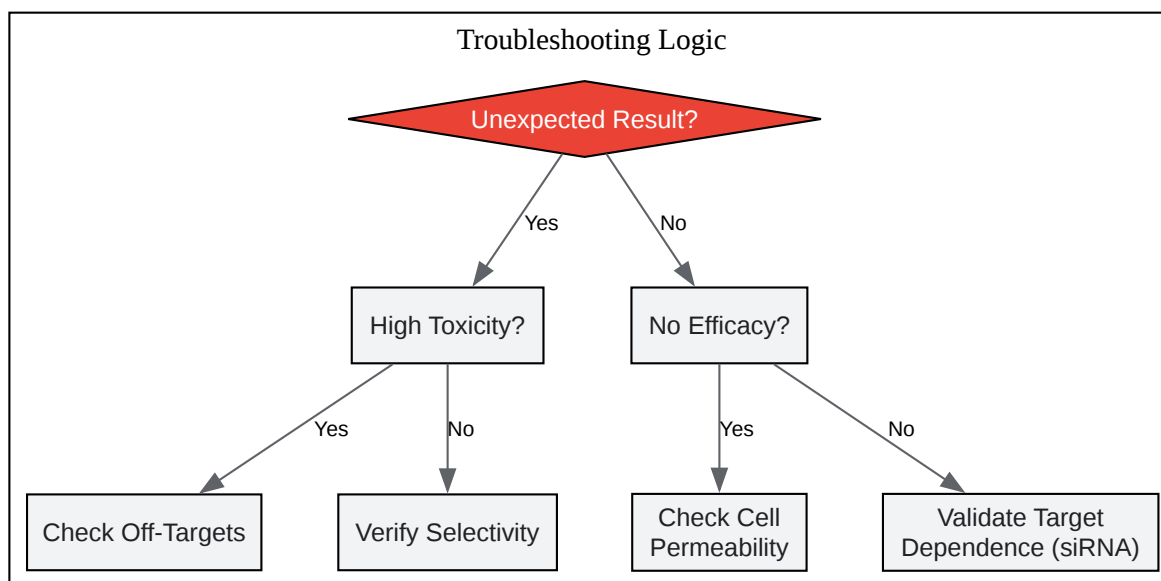 Troubleshooting Logic
Unexpected Result?
Yes
No
High Toxicity?
No Efficacy?
Yes
No
Yes
No
Check Off-Targets
Verify Selectivity
Check Cell
Permeability
Validate Target
Dependence (siRNA)